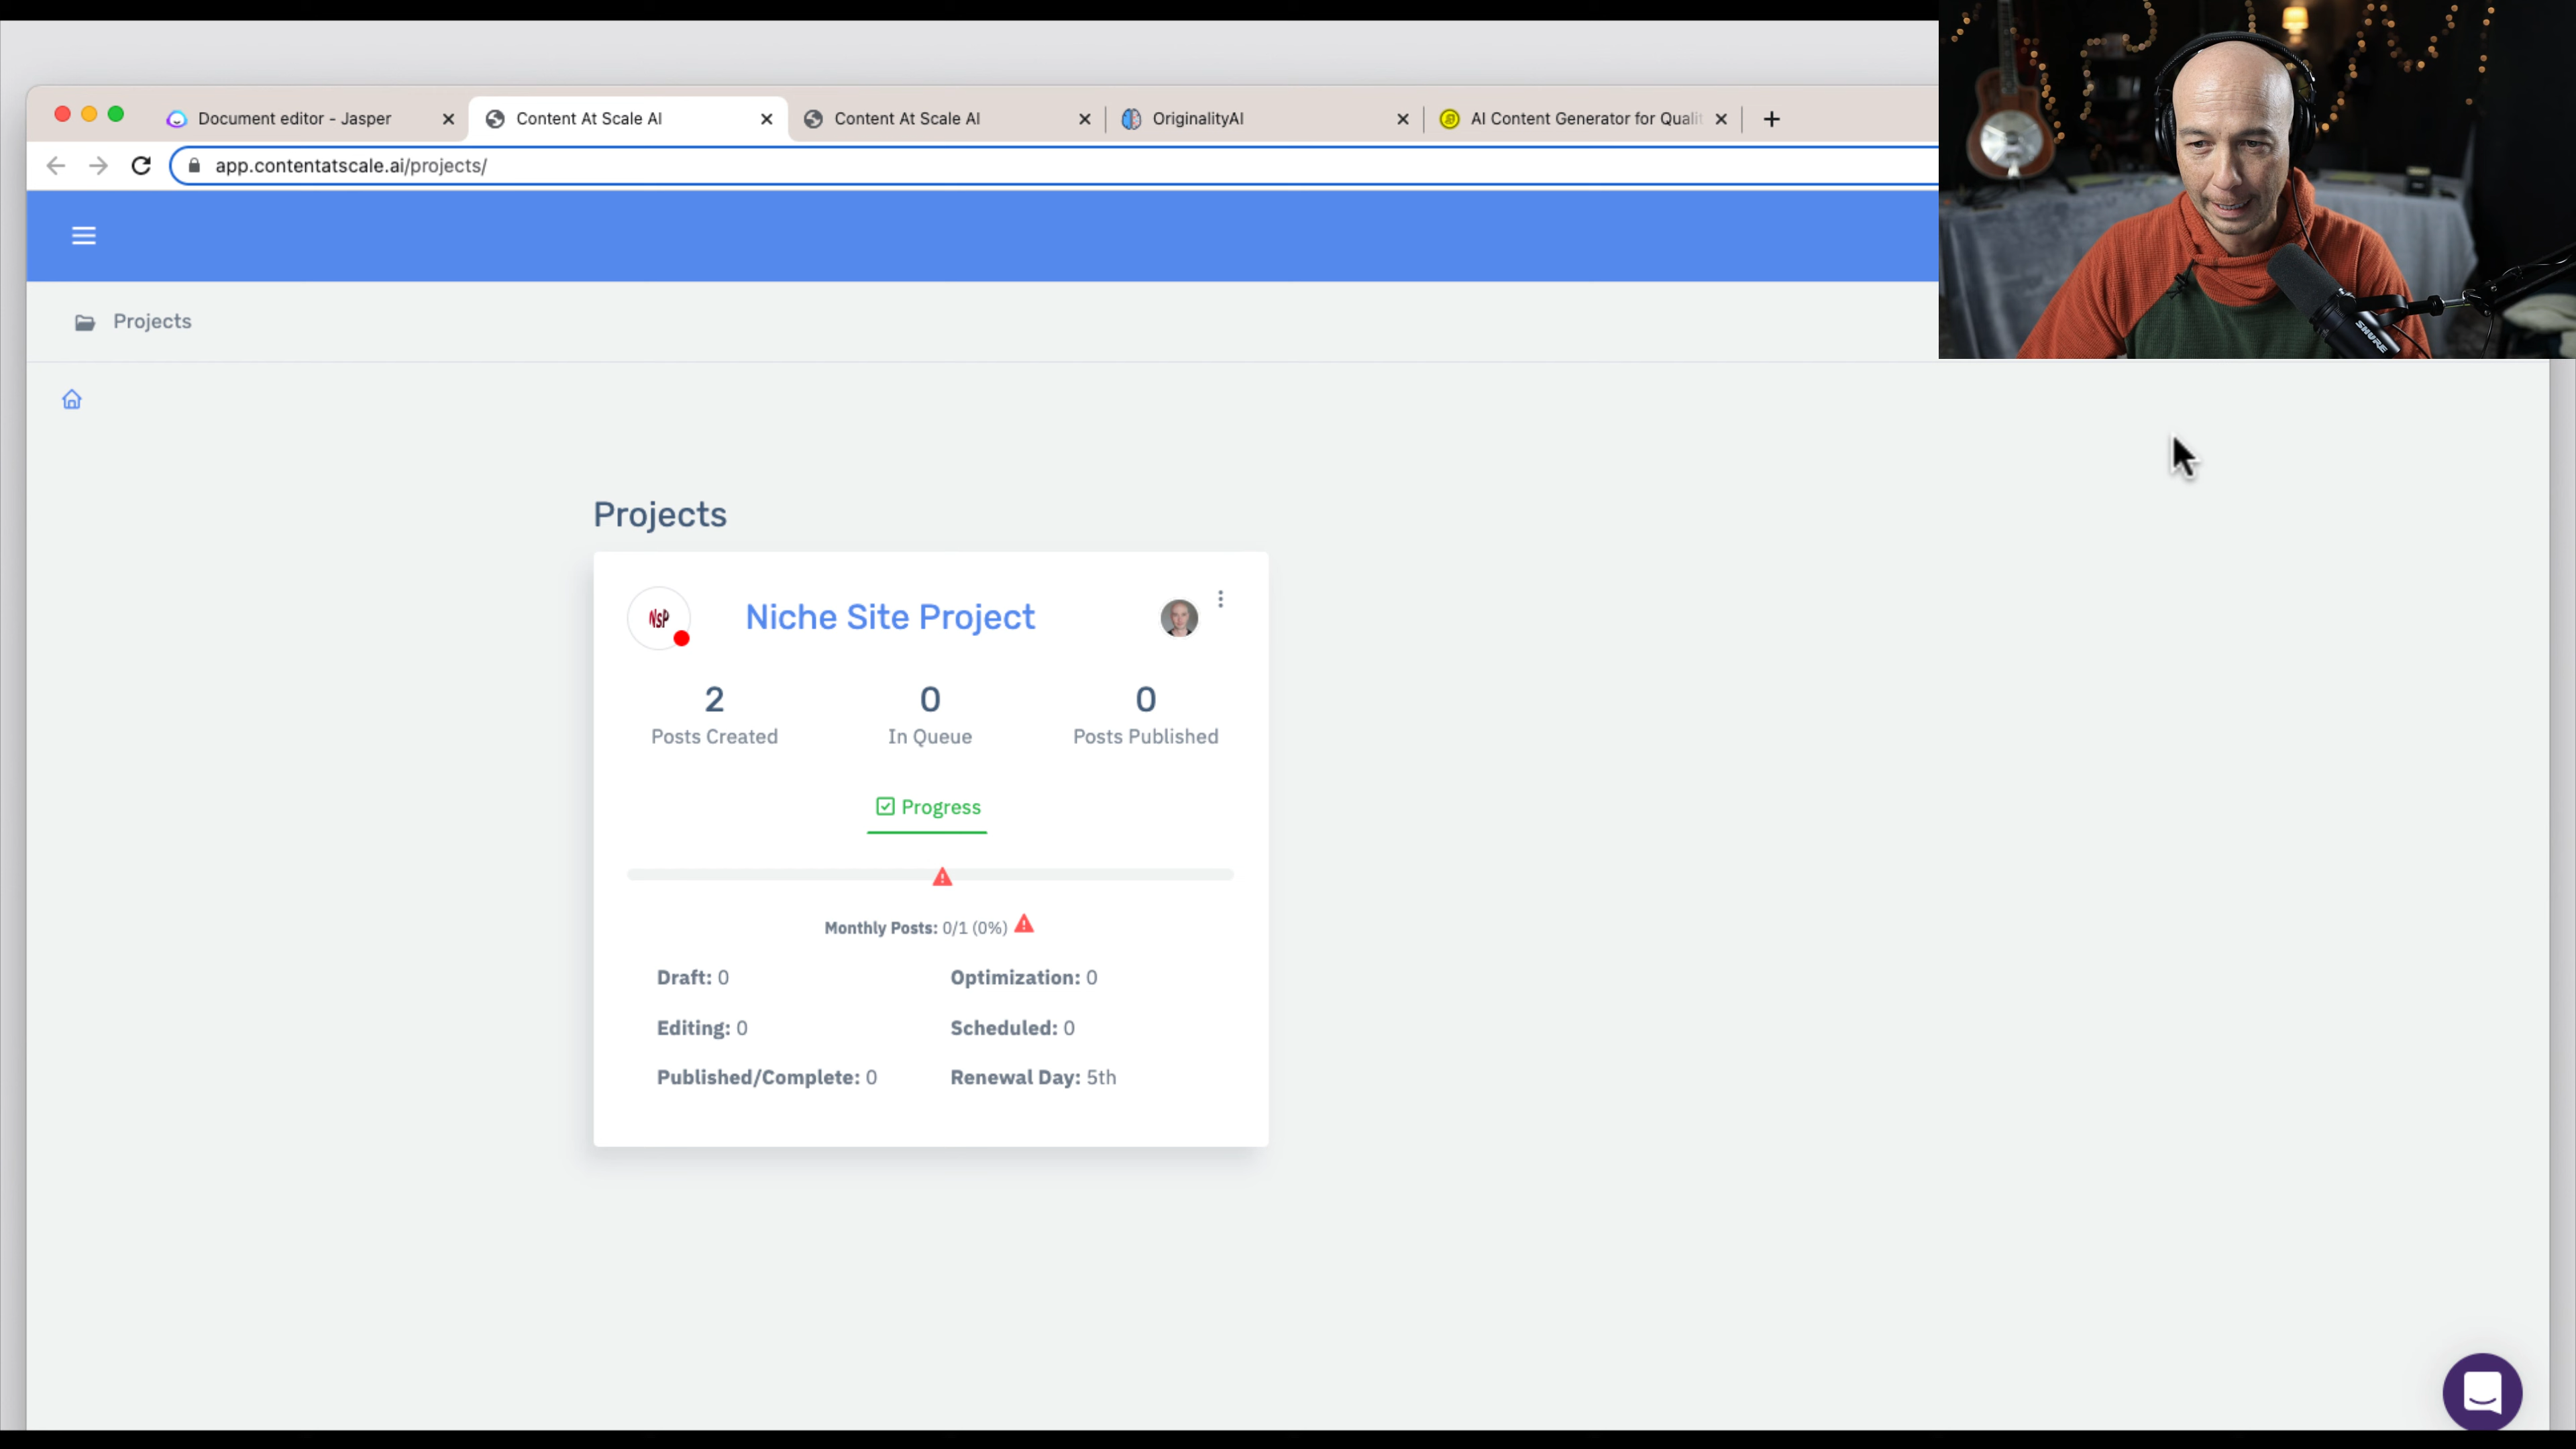 Document editor - Jasper
Content At Scale AI
Content At Scale AI
OriginalityAI
AI Content Generator for Qualit
app.contentatscale.ai/projects/
Projects
SHURE
Projects
NSP
Niche Site Project
2
0
0
Posts Created
In Queue
Posts Published
Progress
Monthly Posts: 0/1 (0%)
Draft: 0
Optimization: 0
Editing: 0
Scheduled: 0
Published/Complete: 0
Renewal Day: 5th